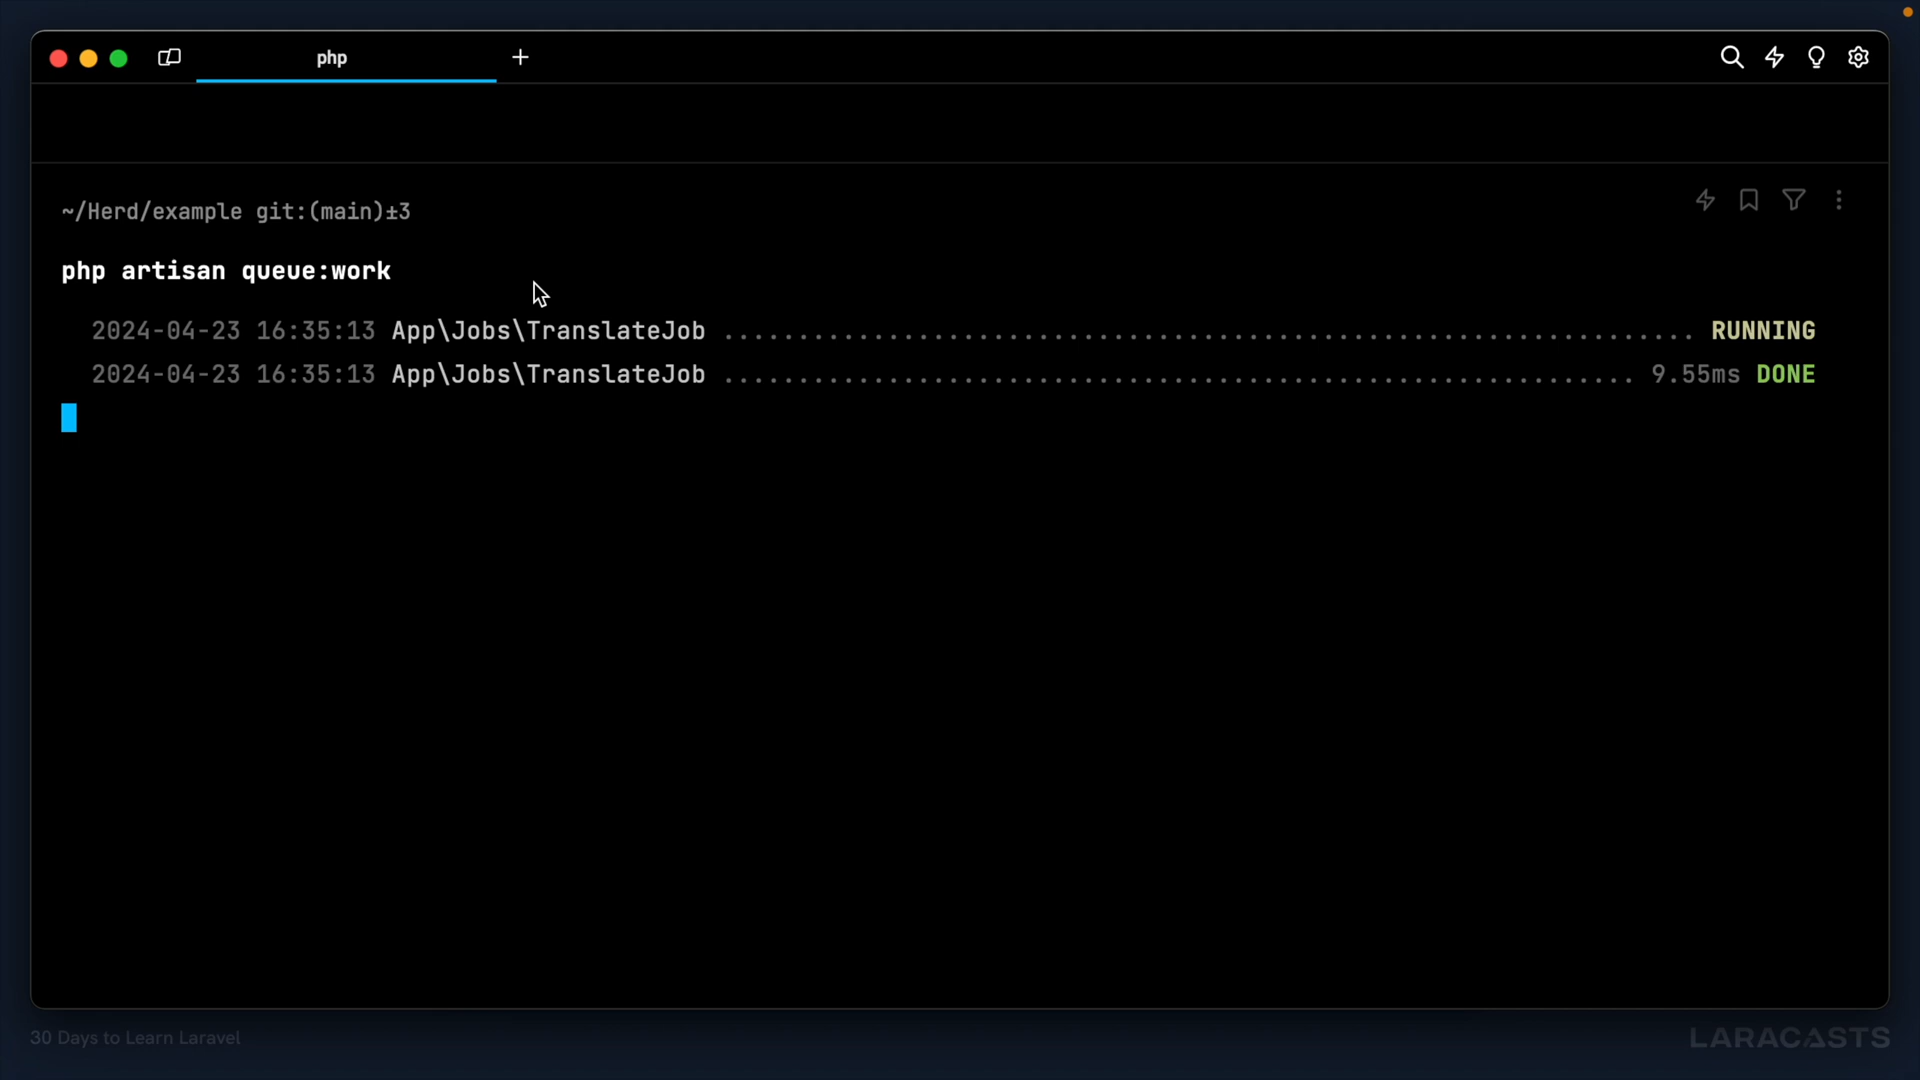 php
~/Herd/example git:(main)±3
php artisan queue:work
2024-04-23 16:35:13 App\Jobs\TranslateJob ................................................................. RUNNING
2024-04-23 16:35:13 App\Jobs\TranslateJob ............................................................. 9.55ms DONE
30 Days to Learn Laravel
LARACASTS